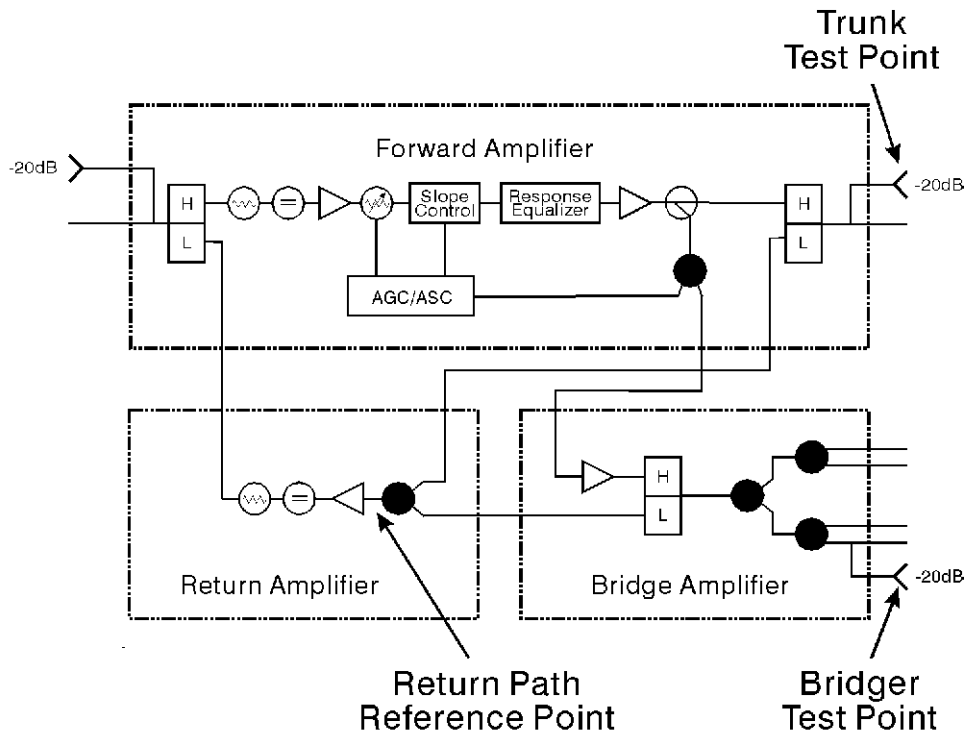 Trunk
Test Point
Forward Amplifier
-20dB
-20dB
H
L
Slope
Control
Response
Equalizer
H
L
AGC/ASC
H
L
Return Amplifier
Bridge Amplifier
-20dB
Return Path
Reference Point
Bridger
Test Point